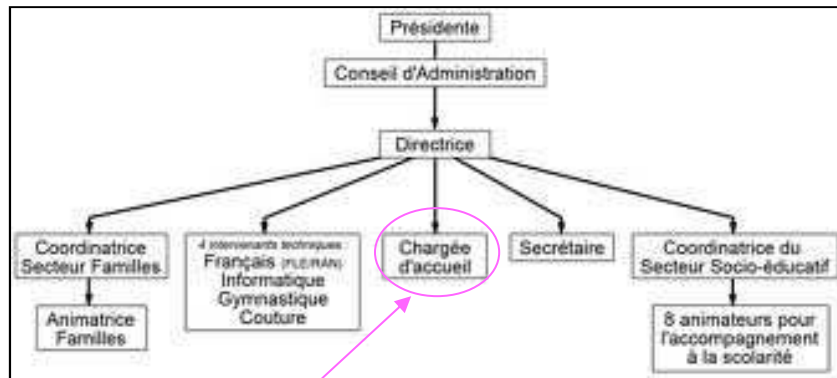 Présidente
Conseil d'Administration
Directrice
Coordinatrice
Secteur Familles
4 intervenants techniques
Français (FLE/RAN)
Informatique
Gymnastique
Couture
Chargée
d'accueil
Secrétaire
Coordinatrice du
Secteur Socio-éducatif
Animatrice
Familles
8 animateurs pour
l'accompagnement
à la scolarité